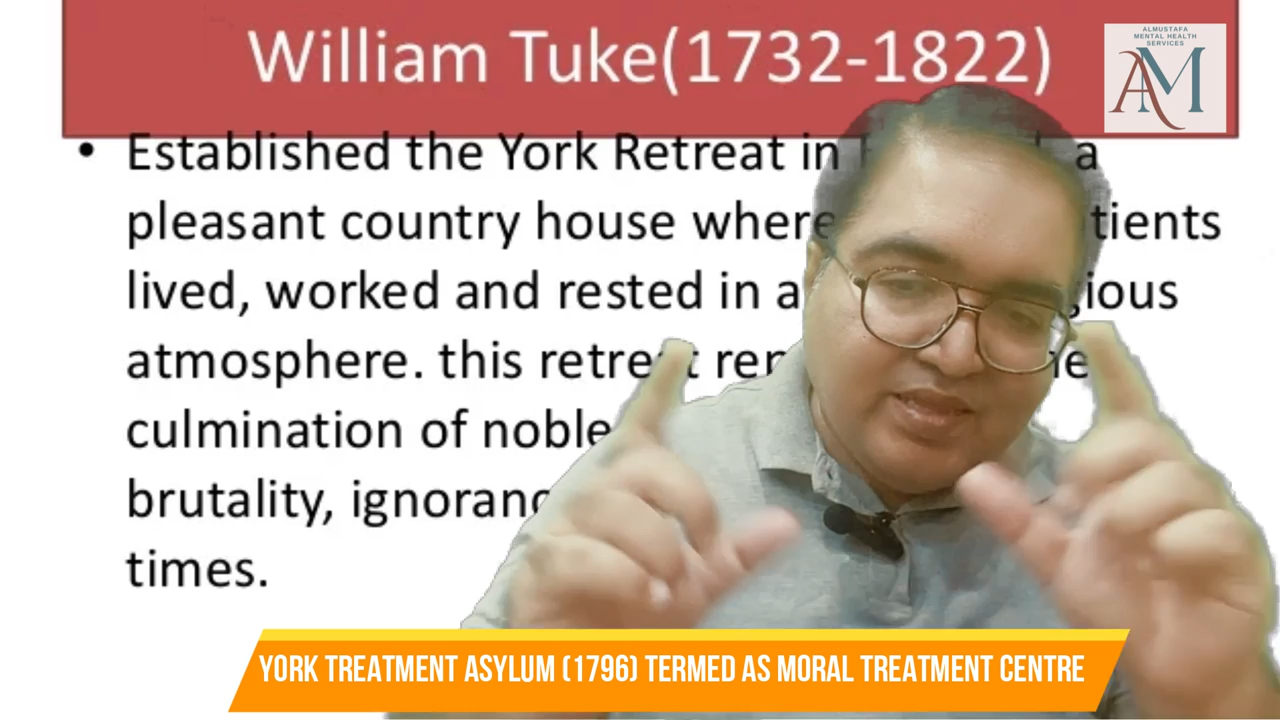 William Tuke(1732-1822)
ALMUSTAFA
MENTAL HEALTH
SERVICES
AM
• Established the York Retreat in a
pleasant country house where
lived, worked and rested in a
atmosphere. this
culmination of noble
brutality,
times.
YORK TREATMENT ASYLUM (1796) TERMED AS MORAL TREATMENT CENTRE